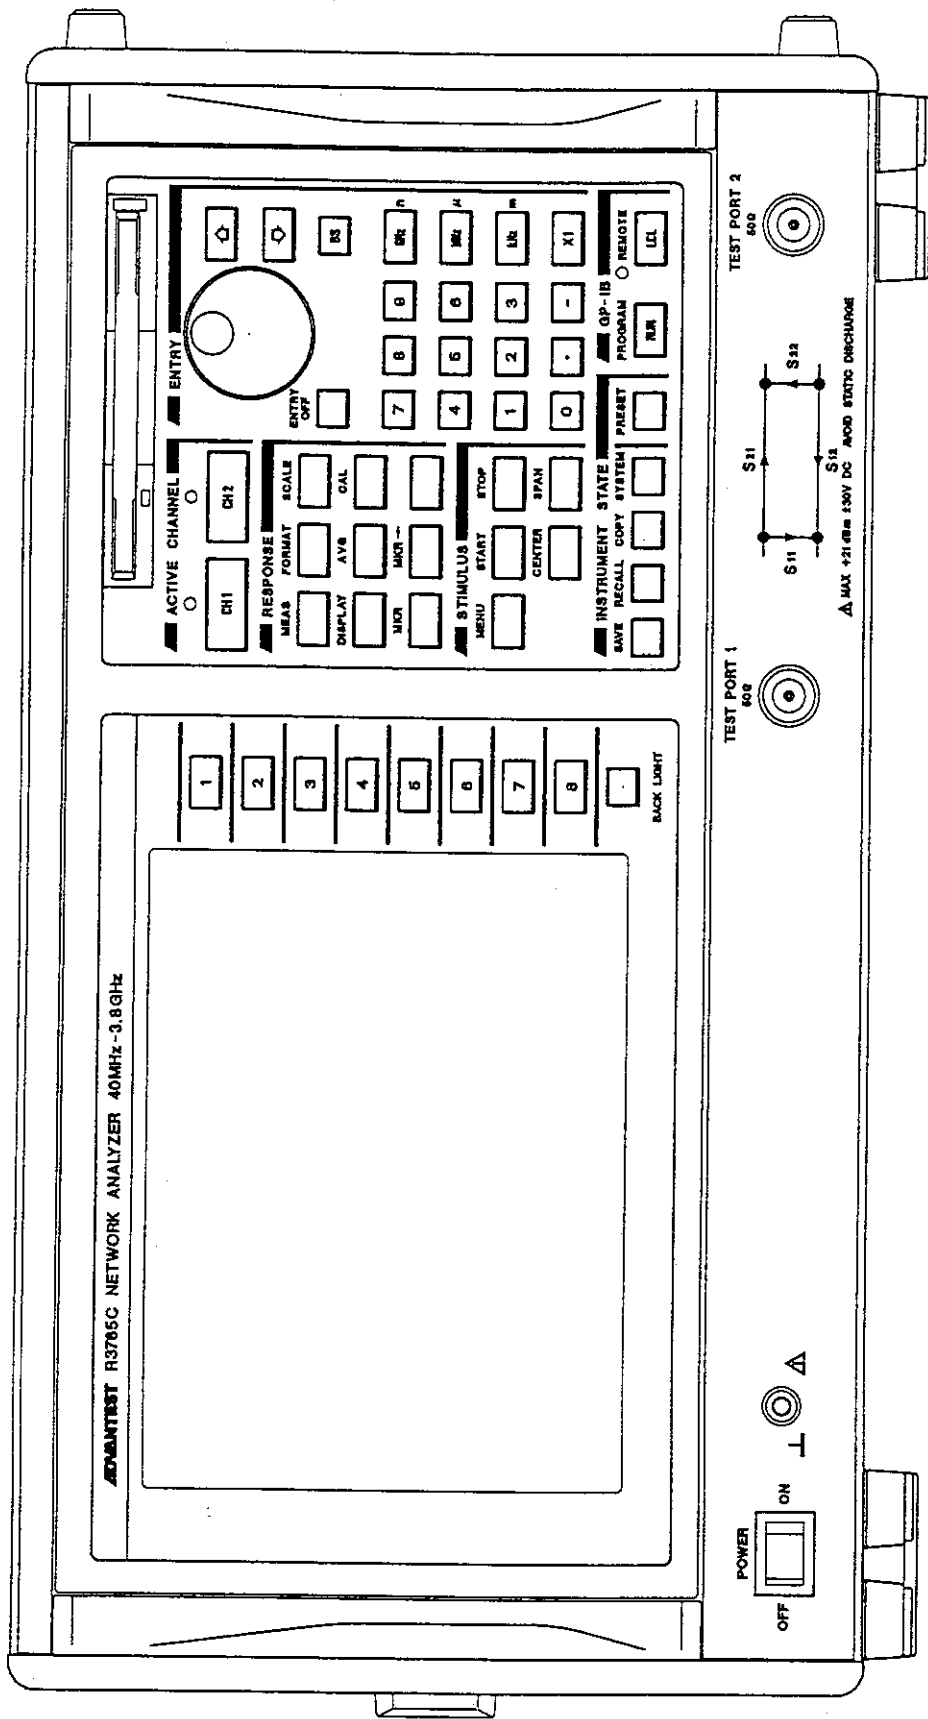 ADVANTEST R3765C NETWORK ANALYZER 40MHz-3.8GHz
1
2
3
4
5
6
7
8
BACK LIGHT
ACTIVE CHANNEL
CH1
CH2
RESPONSE
MEAS FORMAT SCALE
DISPLAY AVG CAL
MKR MKR→
STIMULUS
MENU START STOP
CENTER SPAN
INSTRUMENT STATE
SAVE RECALL COPY SYSTEM PRESET
ENTRY
ENTRY
OFF
BS
7 8 9 GHz n
4 5 6 MHz μ
1 2 3 kHz m
0 . - X1
GP-IB
PROGRAM REMOTE
RUN LCL
POWER
OFF ON
TEST PORT 1
50Ω
TEST PORT 2
50Ω
S21
S11 S22
S12
MAX +21 dBm ±30V DC AVOID STATIC DISCHARGE